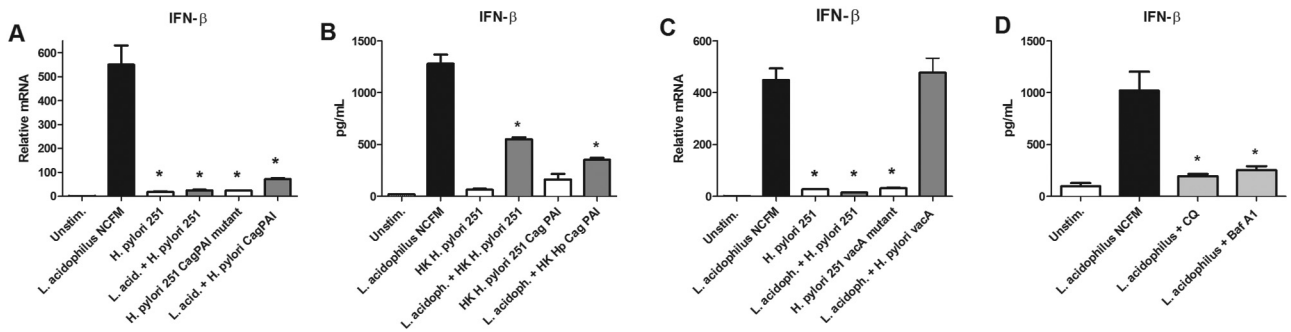 A
IFN-β
Relative mRNA
600
500
400
300
200
100
0
*
*
*
*
Unstim.
L. acidophilus NCFM
H. pylori 251
L. acid. + H. pylori 251
H. pylori 251 CagPAI mutant
L. acid. + H. pylori CagPAI
B
IFN-β
pg/mL
1500
1000
500
0
*
*
Unstim.
L. acidophilus NCFM
HK H. pylori 251
L. acidoph. + HK H. pylori 251
HK H. pylori 251 Cag PAI
L. acidoph. + HK Hp Cag PAI
C
IFN-β
Relative mRNA
600
400
200
0
*
*
*
Unstim.
L. acidophilus NCFM
H. pylori 251
L. acidoph. + H. pylori 251
H. pylori 251 vacA mutant
L. acidoph. + H. pylori vacA
D
IFN-β
pg/mL
1500
1000
500
0
*
*
Unstim.
L. acidophilus NCFM
L. acidophilus + CQ
L. acidophilus + Baf A1